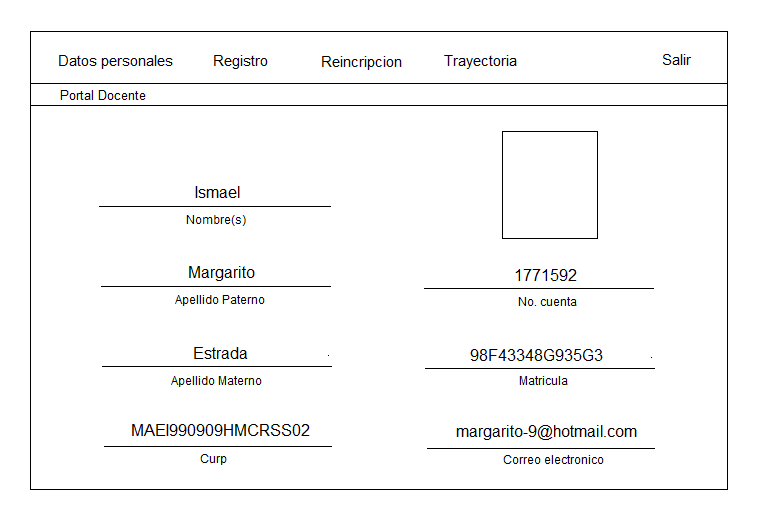 Datos personales Registro Reincripcion Trayectoria Salir
Portal Docente
Ismael
Nombre(s)
Margarito 1771592
Apellido Paterno No. cuenta
Estrada 98F43348G935G3
Apellido Materno Matricula
MAEI990909HMCRSS02 margarito-9@hotmail.com
Curp Correo electronico